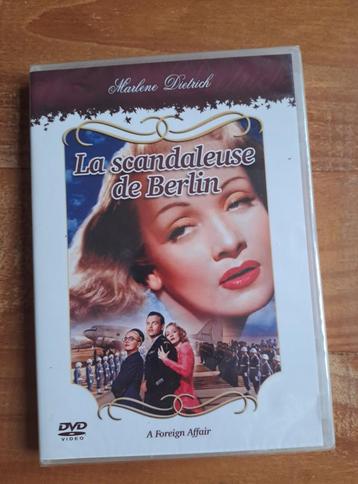 Marlene Dietrich
La scandaleuse
de Berlin
DVD
VIDEO
A Foreign Affair